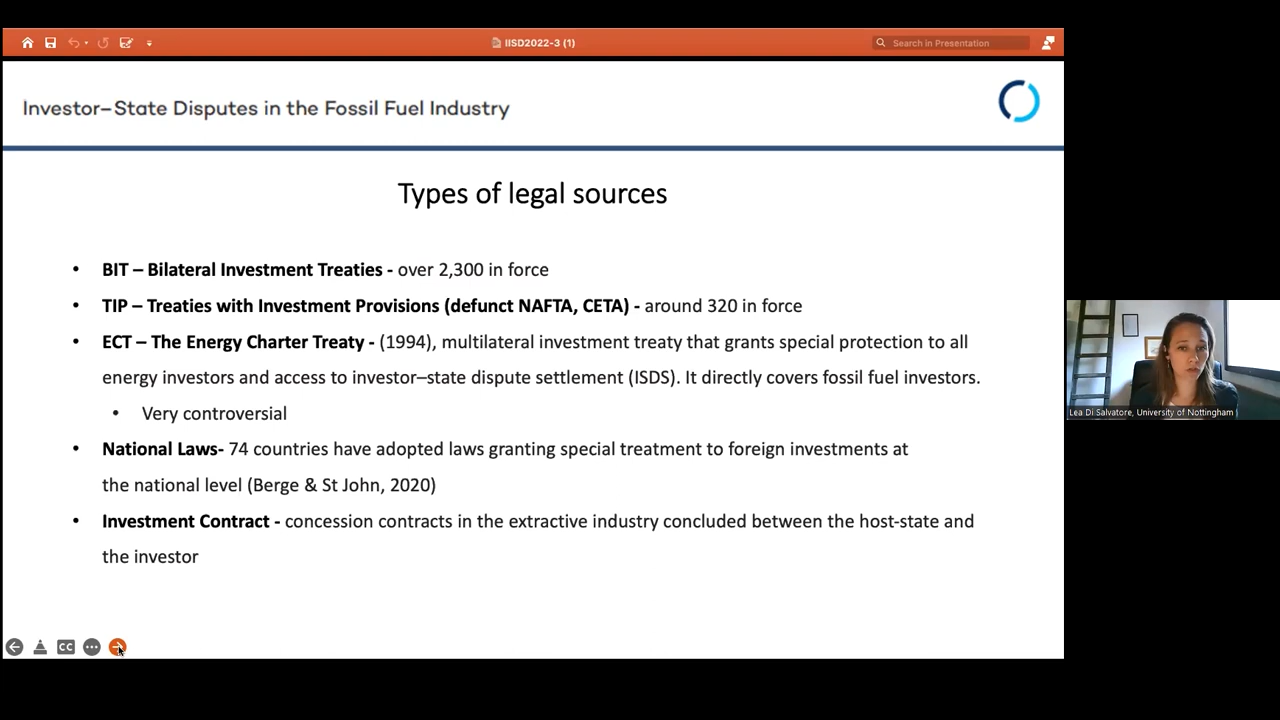 IISD2022-3 (1)
Search in Presentation
Investor–State Disputes in the Fossil Fuel Industry
Types of legal sources
• BIT – Bilateral Investment Treaties - over 2,300 in force
• TIP – Treaties with Investment Provisions (defunct NAFTA, CETA) - around 320 in force
• ECT – The Energy Charter Treaty - (1994), multilateral investment treaty that grants special protection to all
energy investors and access to investor–state dispute settlement (ISDS). It directly covers fossil fuel investors.
• Very controversial
• National Laws- 74 countries have adopted laws granting special treatment to foreign investments at
the national level (Berge & St John, 2020)
• Investment Contract - concession contracts in the extractive industry concluded between the host-state and
the investor
CC
Lea Di Salvatore, University of Nottingham